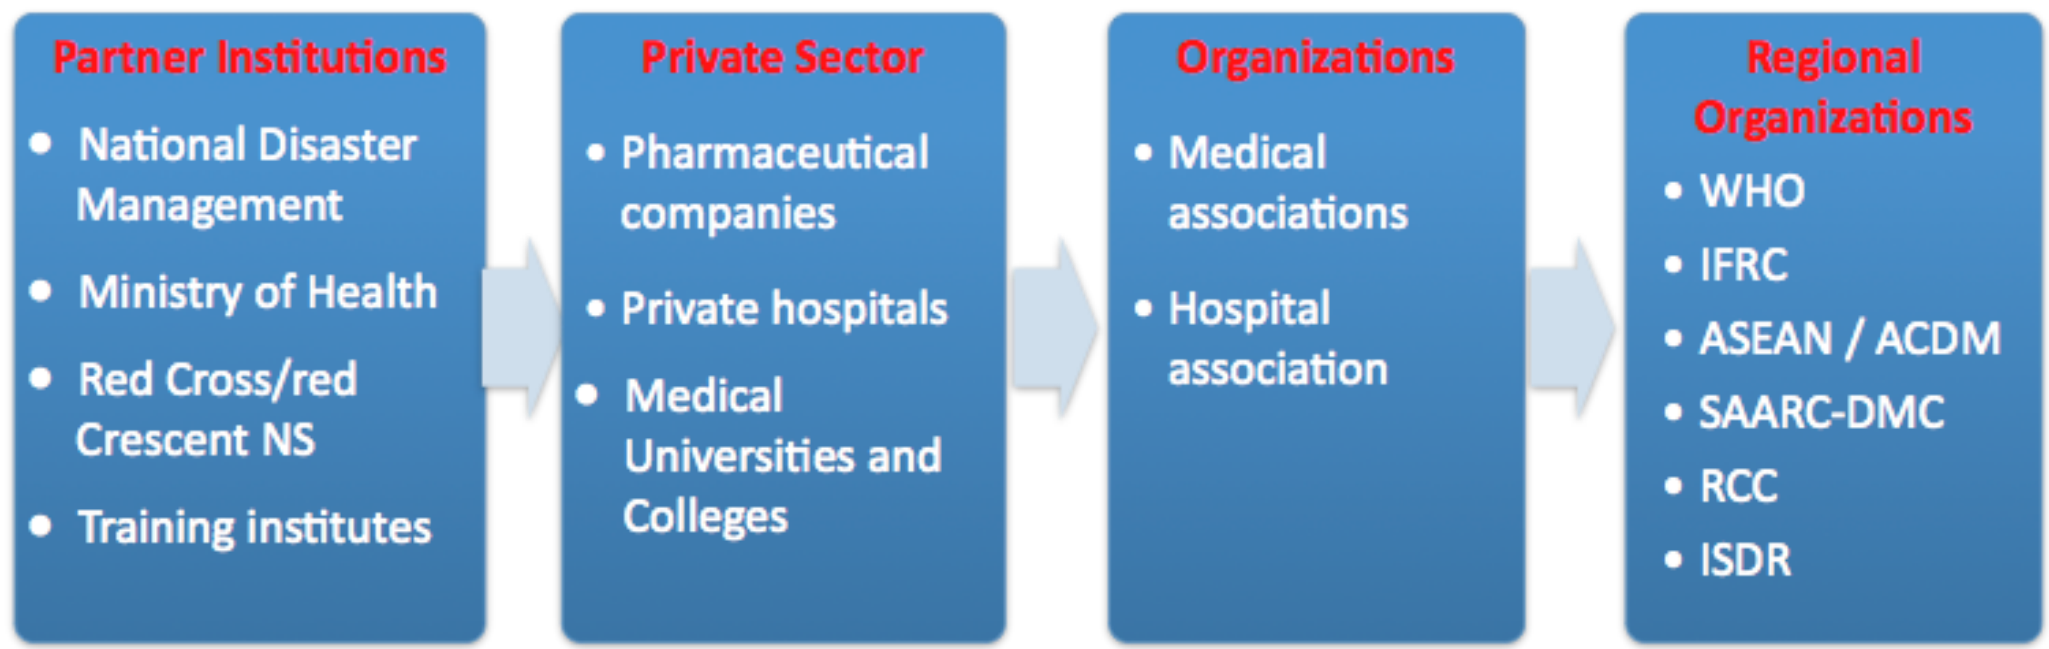 Partner Institutions
• National Disaster
Management
• Ministry of Health
• Red Cross/red
Crescent NS
• Training institutes
Private Sector
• Pharmaceutical
companies
• Private hospitals
• Medical
Universities and
Colleges
Organizations
• Medical
associations
• Hospital
association
Regional
Organizations
• WHO
• IFRC
• ASEAN / ACDM
• SAARC-DMC
• RCC
• ISDR